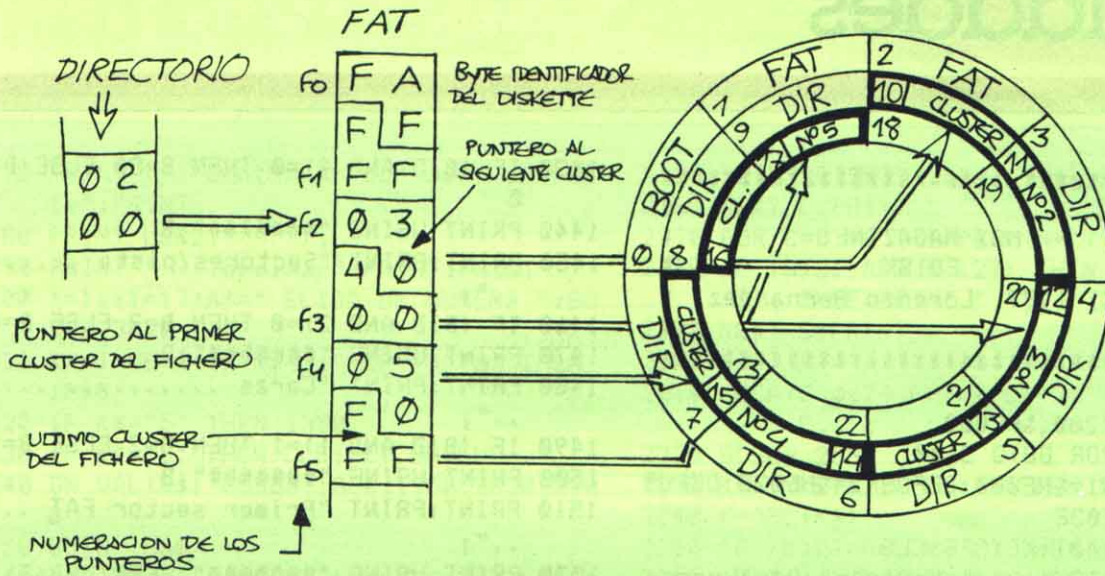 FAT
DIRECTORIO
Ø 2
Ø Ø
f0
F A
F F
f1
F F
f2
Ø 3
4 Ø
f3
Ø Ø
f4
Ø 5
F Ø
f5
F F
BYTE IDENTIFICADOR
DEL DISKETTE
PUNTERO AL
SIGUIENTE CLUSTER
PUNTERO AL PRIMER
CLUSTER DEL FICHERO
ULTIMO CLUSTER
DEL FICHERO
NUMERACION DE LOS
PUNTEROS
Ø
BOOT
1
FAT
2
FAT
3
DIR
4
DIR
5
DIR
6
DIR
7
DIR
8
DIR
9
DIR
10
CLUSTER Nº2
11
12
CLUSTER Nº3
13
14
CLUSTER Nº4
15
16
CL. Nº5
17
18
19
20
21
22
23